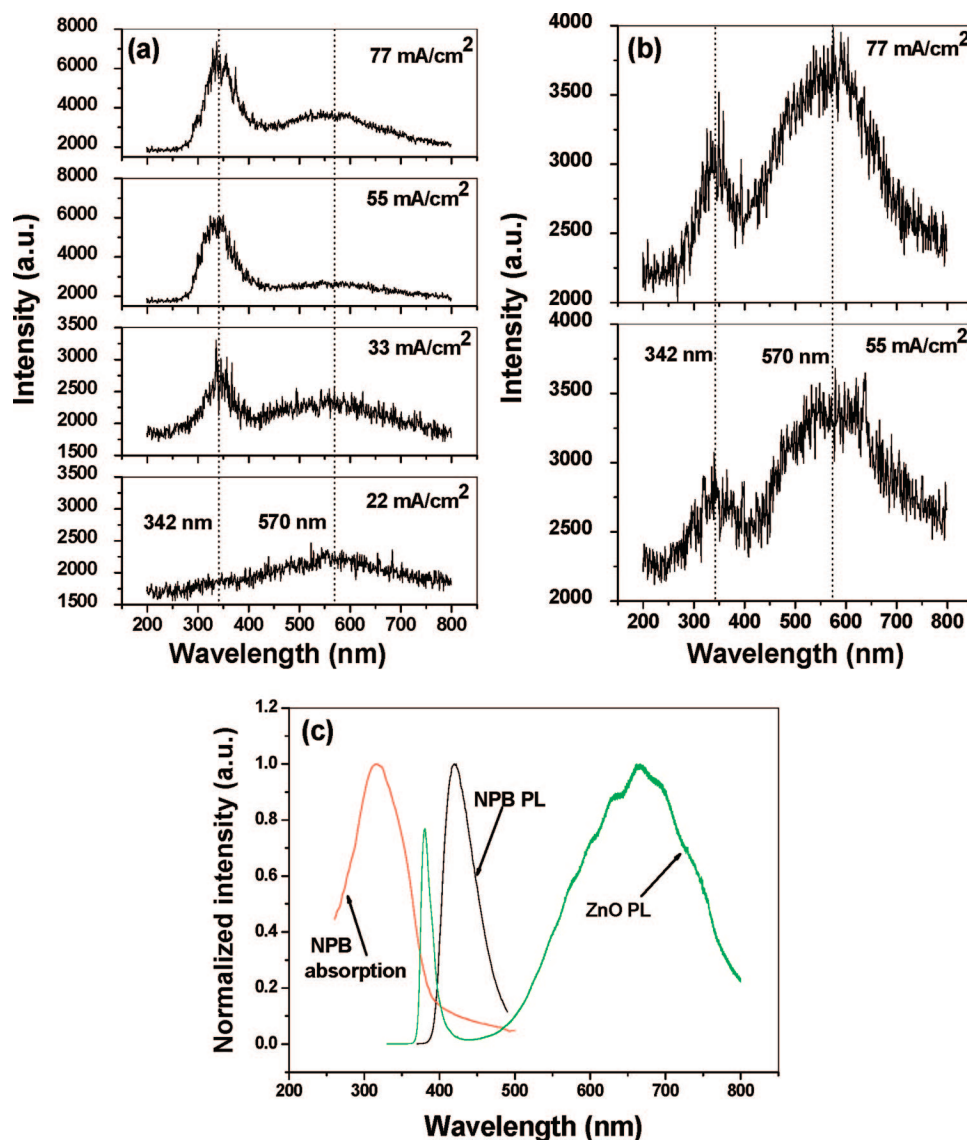 (a)
77 mA/cm²
8000
6000
4000
2000
55 mA/cm²
8000
6000
4000
2000
33 mA/cm²
3500
3000
2500
2000
1500
22 mA/cm²
3500
3000
2500
2000
1500
342 nm
570 nm
200 300 400 500 600 700 800
Wavelength (nm)
Intensity (a.u.)
(b)
77 mA/cm²
4000
3500
3000
2500
2000
55 mA/cm²
342 nm
570 nm
4000
3500
3000
2500
2000
200 300 400 500 600 700 800
Wavelength (nm)
Intensity (a.u.)
(c)
1.2
1.0
0.8
0.6
0.4
0.2
0.0
NPB PL
NPB
absorption
ZnO PL
200 300 400 500 600 700 800
Wavelength (nm)
Normalized intensity (a.u.)